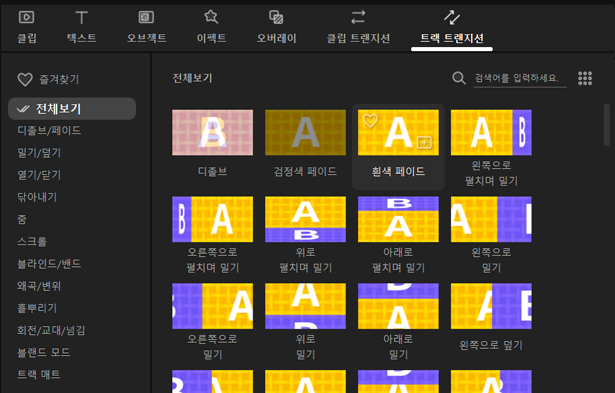 클립 텍스트 오브젝트 이펙트 오버레이 클립 트랜지션 트랙 트랜지션
즐겨찾기
전체보기
디졸브/페이드
밀기/덮기
열기/닫기
닦아내기
줌
스크롤
블라인드/밴드
왜곡/변위
흩뿌리기
회전/교대/넘김
블랜드 모드
트랙 매트
전체보기
검색어를 입력하세요.
B A
A
A
A B
디졸브
검정색 페이드
흰색 페이드
왼쪽으로
펼치며 밀기
B A
A B
B A
A B
오른쪽으로
펼치며 밀기
위로
펼치며 밀기
아래로
펼치며 밀기
왼쪽으로
밀기
B A
A B
B A
A B
오른쪽으로
밀기
위로
밀기
아래로
밀기
왼쪽으로 덮기
A
A
A
A